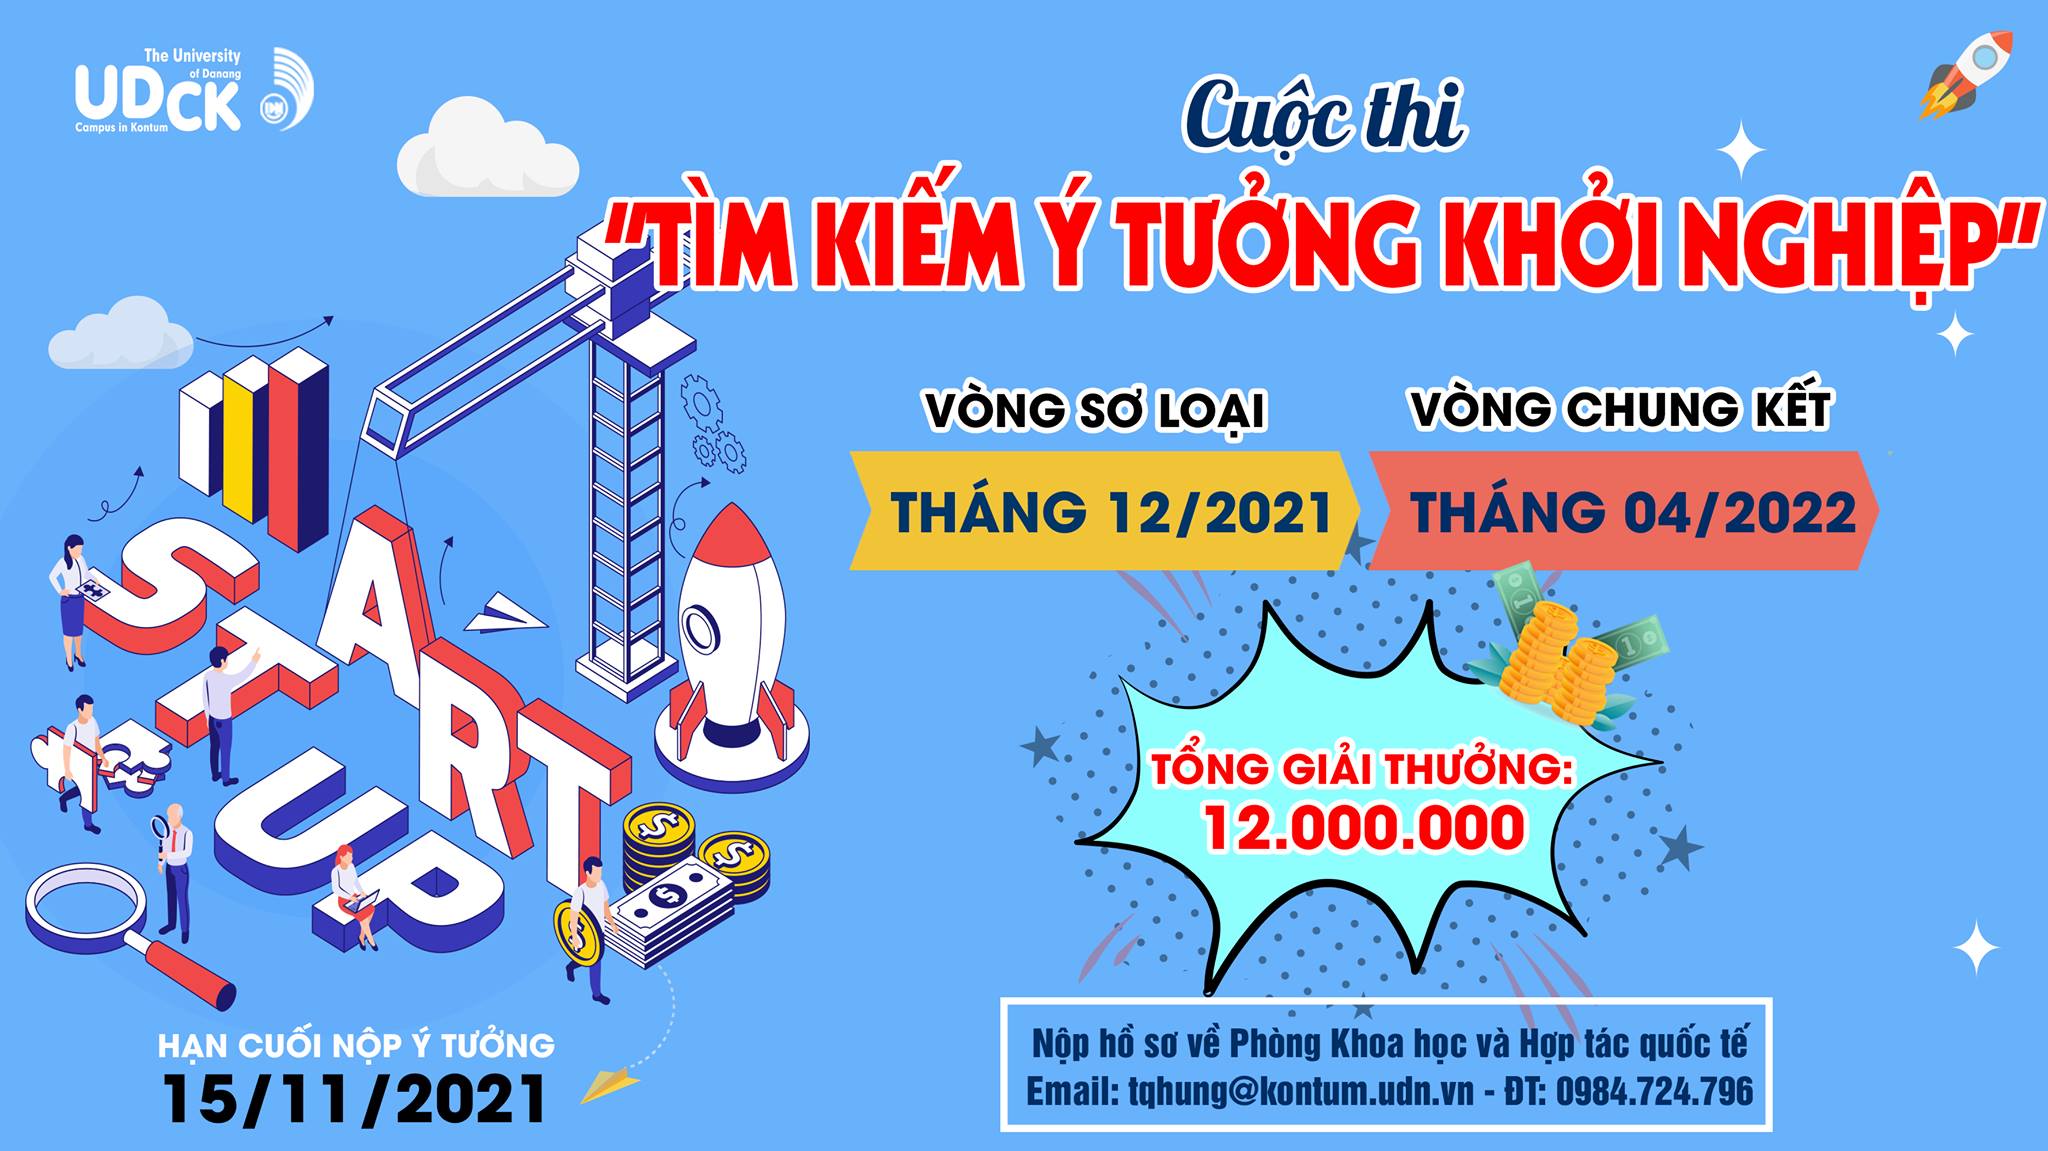 The University
of Danang
UDCK
Campus in Kontum
Cuộc thi
"TÌM KIẾM Ý TƯỞNG KHỞI NGHIỆP"
VÒNG SƠ LOẠI
THÁNG 12/2021
VÒNG CHUNG KẾT
THÁNG 04/2022
START
UP
TỔNG GIẢI THƯỞNG:
12.000.000
HẠN CUỐI NỘP Ý TƯỞNG
15/11/2021
Nộp hồ sơ về Phòng Khoa học và Hợp tác quốc tế
Email: tqhung@kontum.udn.vn - ĐT: 0984.724.796